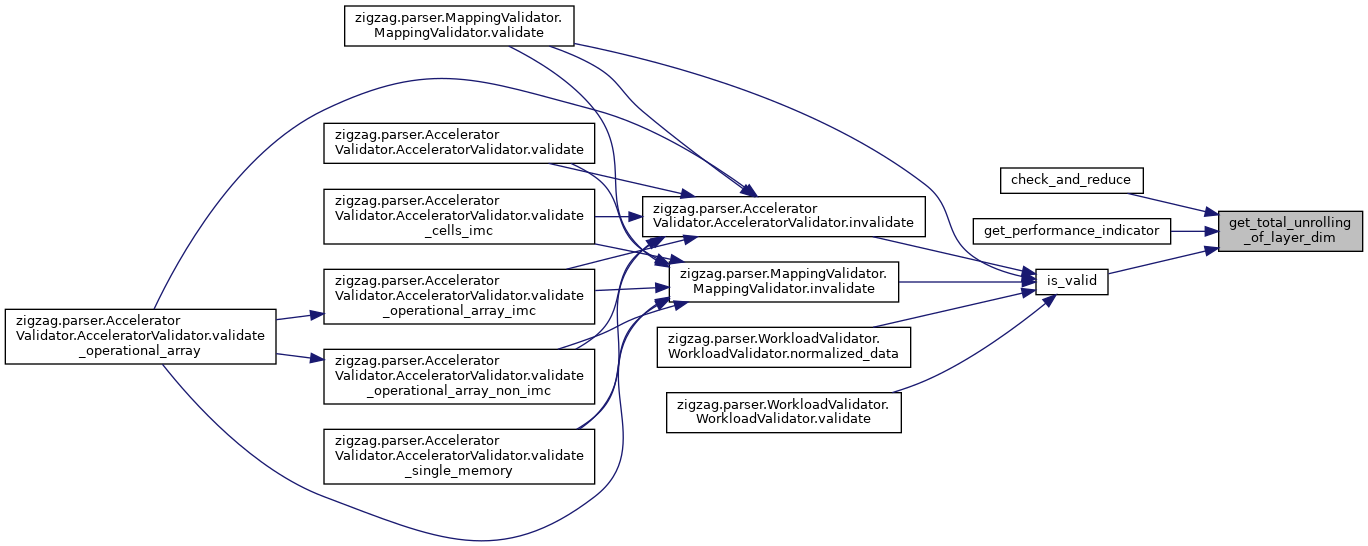 zigzag.parser.MappingValidator.
MappingValidator.validate
zigzag.parser.Accelerator
Validator.AcceleratorValidator.validate
zigzag.parser.Accelerator
Validator.AcceleratorValidator.validate
_cells_imc
zigzag.parser.Accelerator
Validator.AcceleratorValidator.validate
_operational_array_imc
zigzag.parser.Accelerator
Validator.AcceleratorValidator.validate
_operational_array
zigzag.parser.Accelerator
Validator.AcceleratorValidator.validate
_operational_array_non_imc
zigzag.parser.Accelerator
Validator.AcceleratorValidator.validate
_single_memory
zigzag.parser.Accelerator
Validator.AcceleratorValidator.invalidate
zigzag.parser.MappingValidator.
MappingValidator.invalidate
zigzag.parser.WorkloadValidator.
WorkloadValidator.normalized_data
zigzag.parser.WorkloadValidator.
WorkloadValidator.validate
check_and_reduce
get_performance_indicator
is_valid
get_total_unrolling
_of_layer_dim